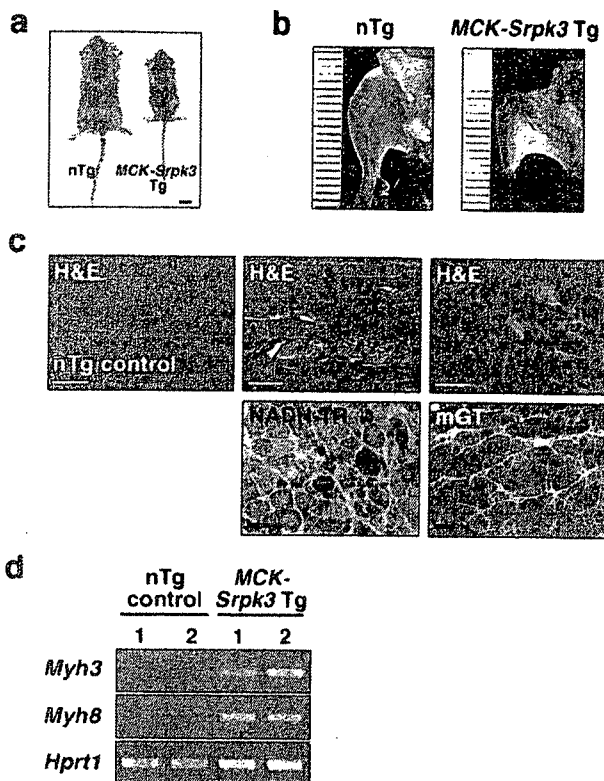 a
nTg
MCK-Srpk3
Tg
b
nTg
MCK-Srpk3 Tg
c
H&E
nTg control
H&E
H&E
NADH-TR
mGT
d
nTg
control
MCK-
Srpk3 Tg
1 2 1 2
Myh3
Myh8
Hprt1